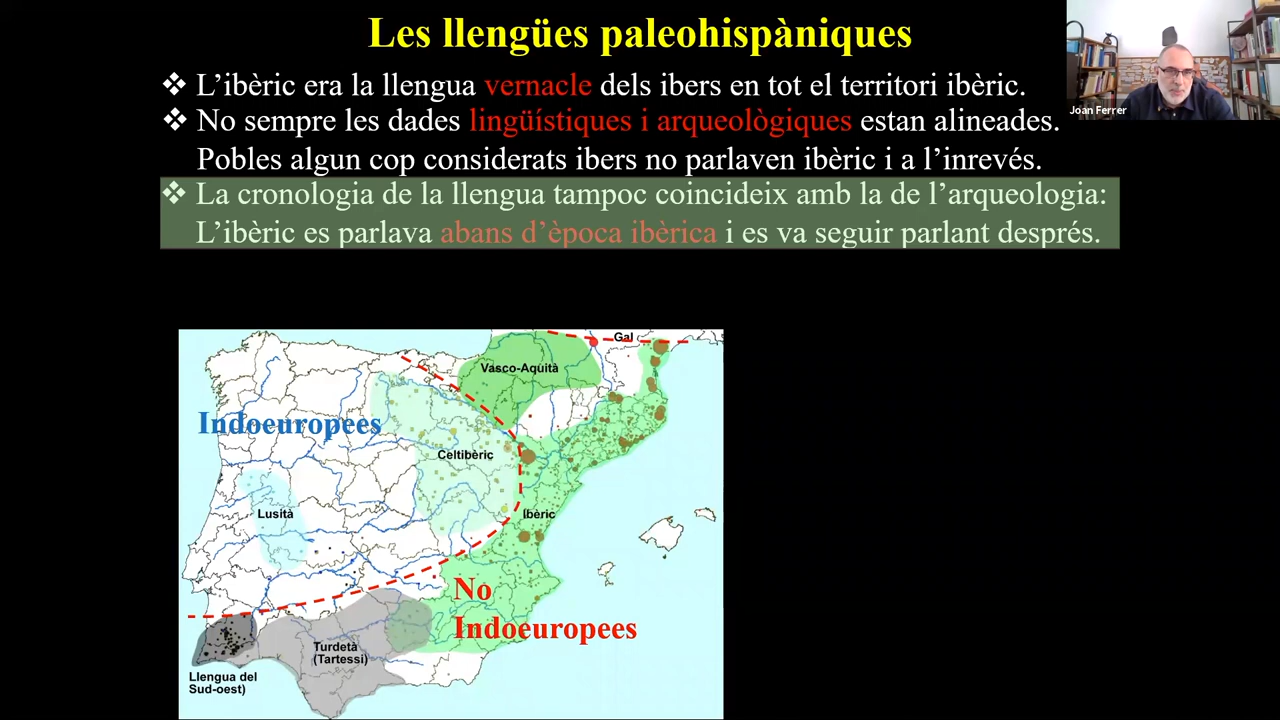 Les llengües paleohispàniques
❖ L’ibèric era la llengua vernacle dels ibers en tot el territori ibèric.
❖ No sempre les dades lingüístiques i arqueològiques estan alineades.
Pobles algun cop considerats ibers no parlaven ibèric i a l’inrevés.
❖ La cronologia de la llengua tampoc coincideix amb la de l’arqueologia:
L’ibèric es parlava abans d’època ibèrica i es va seguir parlant després.
Joan Ferrer
Gal
Vasco-Aquità
Indoeuropees
Celtibèric
Lusità
Ibèric
No
Indoeuropees
Turdetà
(Tartessi)
Llengua del
Sud-oest)